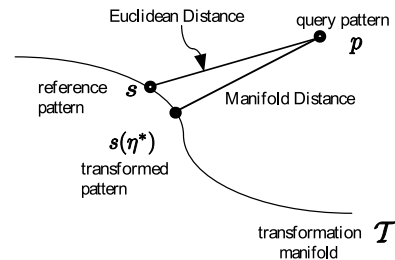 Euclidean Distance
query pattern
p
reference
pattern
s
Manifold Distance
s(η*)
transformed
pattern
transformation
manifold
𝒯